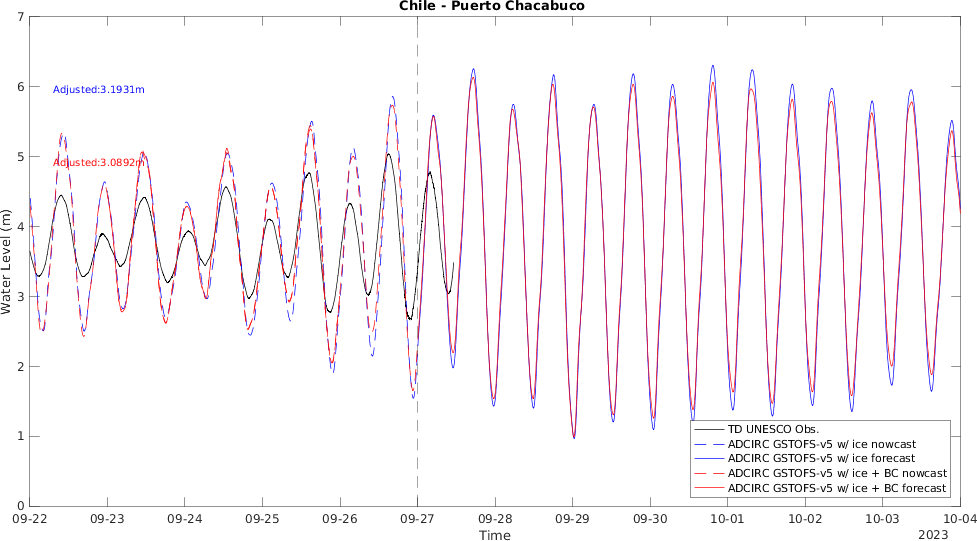 Chile - Puerto Chacabuco
7
6
5
4
3
2
1
0
Water Level (m)
Adjusted:3.1931m
Adjusted:3.0892m
TD UNESCO Obs.
ADCIRC GSTOFS-v5 w/ ice nowcast
ADCIRC GSTOFS-v5 w/ ice forecast
ADCIRC GSTOFS-v5 w/ ice + BC nowcast
ADCIRC GSTOFS-v5 w/ ice + BC forecast
09-22 09-23 09-24 09-25 09-26 09-27 09-28 09-29 09-30 10-01 10-02 10-03 10-04
Time
2023